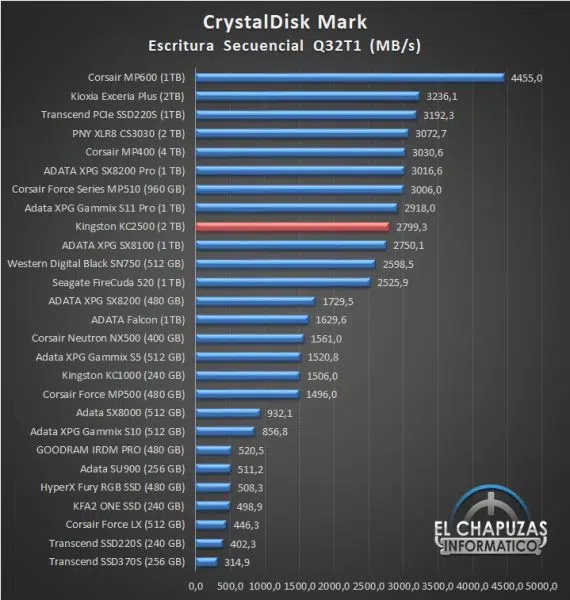 CrystalDisk Mark
Escritura Secuencial Q32T1 (MB/s)
Corsair MP600 (1TB) 4455,0
Kioxia Exceria Plus (2TB) 3236,1
Transcend PCIe SSD220S (1TB) 3192,3
PNY XLR8 CS3030 (2 TB) 3072,7
Corsair MP400 (4 TB) 3030,6
ADATA XPG SX8200 Pro (1 TB) 3016,6
Corsair Force Series MP510 (960 GB) 3006,0
Adata XPG Gammix S11 Pro (1 TB) 2918,0
Kingston KC2500 (2 TB) 2799,3
ADATA XPG SX8100 (1 TB) 2750,1
Western Digital Black SN750 (512 GB) 2598,5
Seagate FireCuda 520 (1 TB) 2525,9
ADATA XPG SX8200 (480 GB) 1729,5
ADATA Falcon (1TB) 1629,6
Corsair Neutron NX500 (400 GB) 1561,0
Adata XPG Gammix S5 (512 GB) 1520,8
Kingston KC1000 (240 GB) 1506,0
Corsair Force MP500 (480 GB) 1496,0
Adata SX8000 (512 GB) 932,1
Adata XPG Gammix S10 (512 GB) 856,8
GOODRAM IRDM PRO (480 GB) 520,5
Adata SU900 (256 GB) 511,2
HyperX Fury RGB SSD (480 GB) 508,3
KFA2 ONE SSD (240 GB) 498,9
Corsair Force LX (512 GB) 446,3
Transcend SSD220S (240 GB) 402,3
Transcend SSD370S (256 GB) 314,9
EL CHAPUZAS
INFORMÁTICO
0,0 500,0 1000,0 1500,0 2000,0 2500,0 3000,0 3500,0 4000,0 4500,0 5000,0